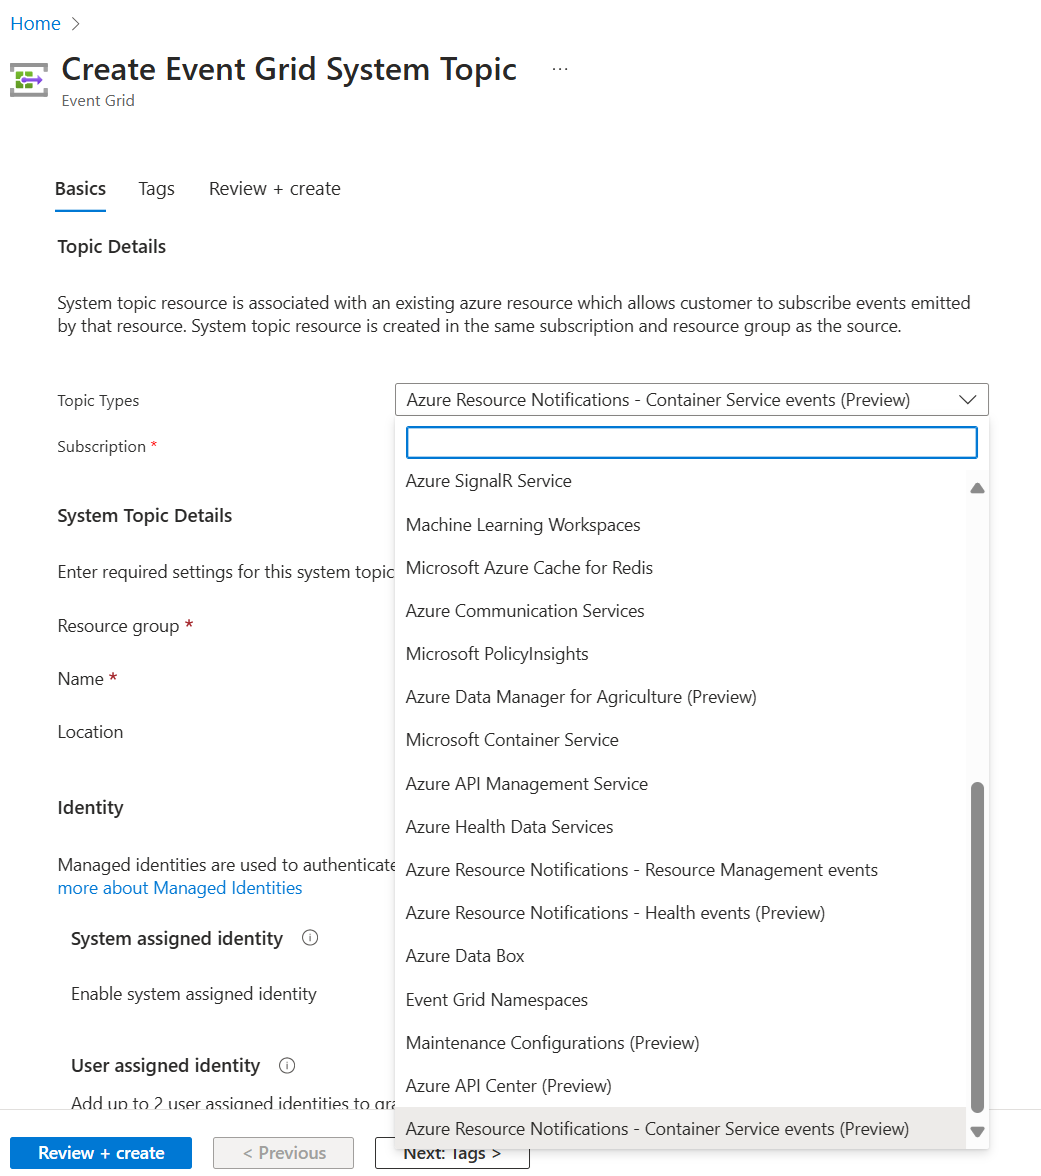 Home
Create Event Grid System Topic ...
Event Grid
Basics Tags Review + create
Topic Details
System topic resource is associated with an existing azure resource which allows customer to subscribe events emitted
by that resource. System topic resource is created in the same subscription and resource group as the source.
Topic Types
Azure Resource Notifications - Container Service events (Preview)
Subscription *
Azure SignalR Service
System Topic Details
Machine Learning Workspaces
Enter required settings for this system topic
Microsoft Azure Cache for Redis
Azure Communication Services
Resource group *
Microsoft PolicyInsights
Name *
Azure Data Manager for Agriculture (Preview)
Location
Microsoft Container Service
Azure API Management Service
Identity
Azure Health Data Services
Managed identities are used to authenticate
Azure Resource Notifications - Resource Management events
more about Managed Identities
Azure Resource Notifications - Health events (Preview)
System assigned identity
Azure Data Box
Enable system assigned identity
Event Grid Namespaces
Maintenance Configurations (Preview)
User assigned identity
Azure API Center (Preview)
Add up to 2 user assigned identities to
Azure Resource Notifications - Container Service events (Preview)
Review + create
< Previous
Next: Tags >